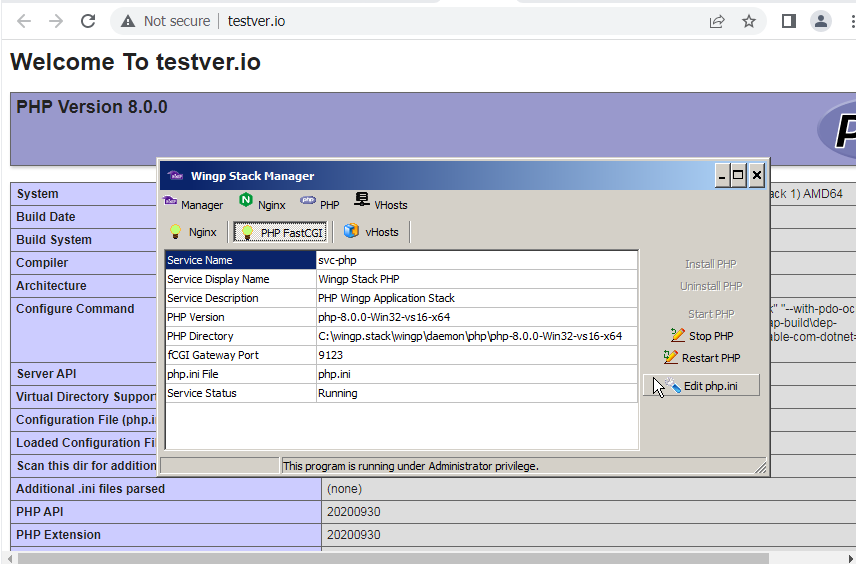 Not secure
testver.io
Welcome To testver.io
PHP Version 8.0.0
Wingp Stack Manager
Manager
Nginx
PHP
VHosts
Nginx
PHP FastCGI
vHosts
Service Name svc-php
Service Display Name Wingp Stack PHP
Service Description PHP Wingp Application Stack
PHP Version php-8.0.0-Win32-vs16-x64
PHP Directory C:\wingp.stack\wingp\daemon\php\php-8.0.0-Win32-vs16-x64
fCGI Gateway Port 9123
php.ini File php.ini
Service Status Running
Install PHP
Uninstall PHP
Start PHP
Stop PHP
Restart PHP
Edit php.ini
This program is running under Administrator privilege.
System
ack 1) AMD64
Build Date
Build System
Compiler
Architecture
Configure Command
" "--with-pdo-oc
ap-build\dep-
able-com-dotnet=
Server API
Virtual Directory Support
Configuration File (php.i
Loaded Configuration Fi
Scan this dir for addition
Additional .ini files parsed (none)
PHP API 20200930
PHP Extension 20200930